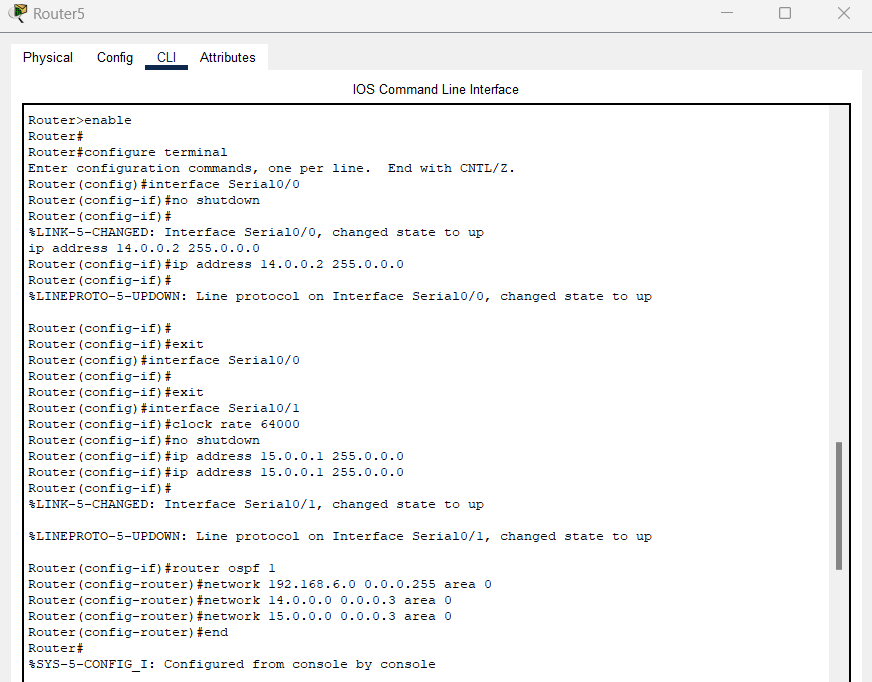 Router5
Physical Config CLI Attributes
IOS Command Line Interface
Router>enable
Router#
Router#configure terminal
Enter configuration commands, one per line.  End with CNTL/Z.
Router(config)#interface Serial0/0
Router(config-if)#no shutdown
Router(config-if)#
%LINK-5-CHANGED: Interface Serial0/0, changed state to up
ip address 14.0.0.2 255.0.0.0
Router(config-if)#ip address 14.0.0.2 255.0.0.0
Router(config-if)#
%LINEPROTO-5-UPDOWN: Line protocol on Interface Serial0/0, changed state to up
Router(config-if)#
Router(config-if)#exit
Router(config)#interface Serial0/0
Router(config-if)#
Router(config-if)#exit
Router(config)#interface Serial0/1
Router(config-if)#clock rate 64000
Router(config-if)#no shutdown
Router(config-if)#ip address 15.0.0.1 255.0.0.0
Router(config-if)#ip address 15.0.0.1 255.0.0.0
Router(config-if)#
%LINK-5-CHANGED: Interface Serial0/1, changed state to up
%LINEPROTO-5-UPDOWN: Line protocol on Interface Serial0/1, changed state to up
Router(config-if)#router ospf 1
Router(config-router)#network 192.168.6.0 0.0.0.255 area 0
Router(config-router)#network 14.0.0.0 0.0.0.3 area 0
Router(config-router)#network 15.0.0.0 0.0.0.3 area 0
Router(config-router)#end
Router#
%SYS-5-CONFIG_I: Configured from console by console